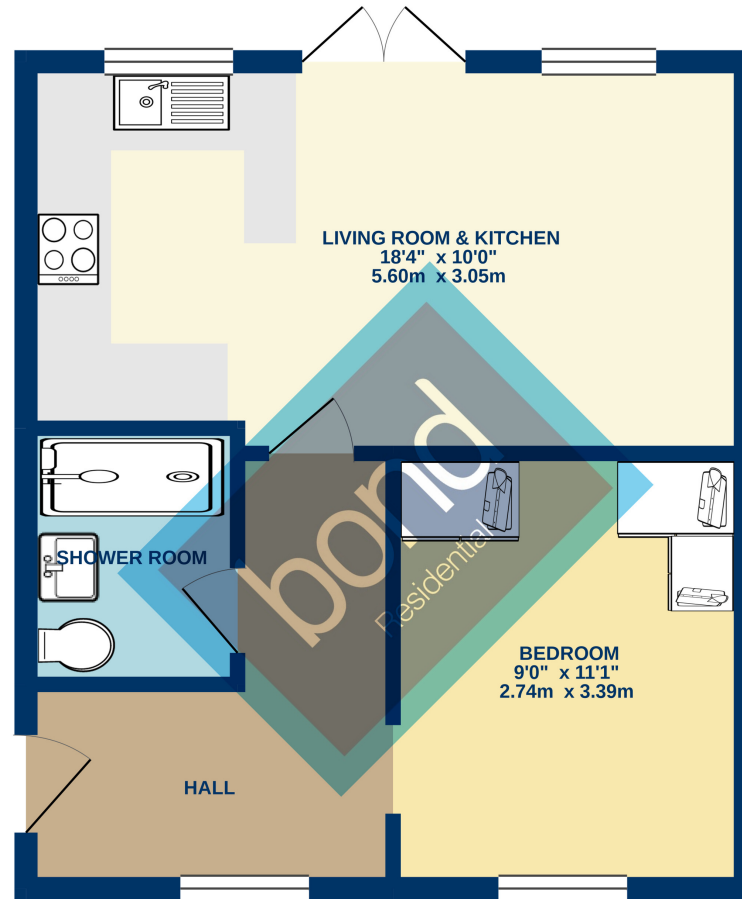 LIVING ROOM & KITCHEN
18'4" x 10'0"
5.60m x 3.05m
bond
Residential
SHOWER ROOM
BEDROOM
9'0" x 11'1"
2.74m x 3.39m
HALL